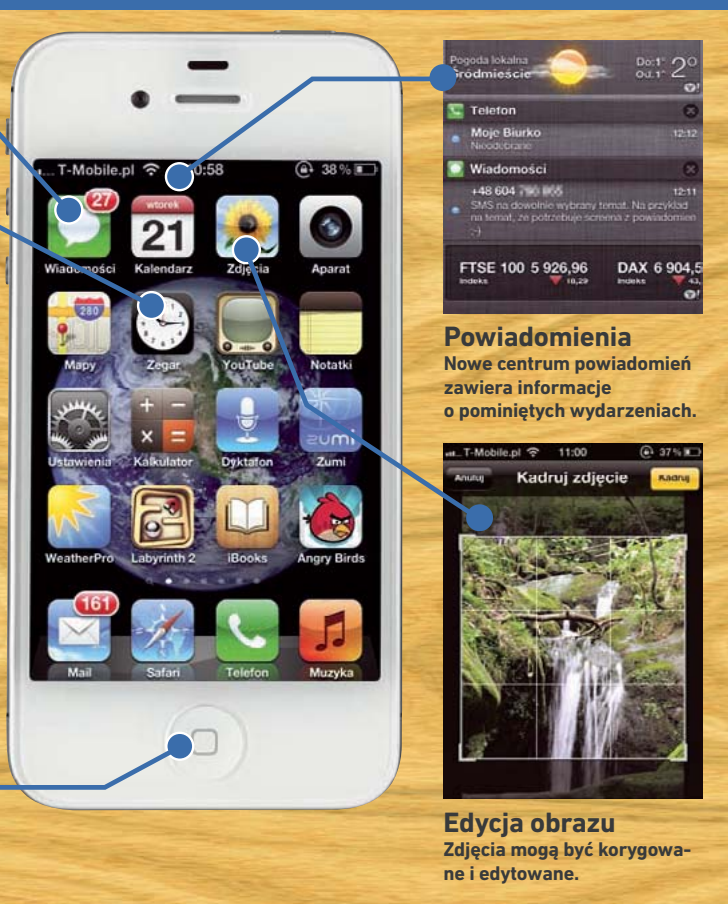 T-Mobile.pl 10:58 38 %
27 wtorek 21
Wiadomości Kalendarz Zdjęcia Aparat
280
Mapy Zegar YouTube Notatki
zumi
Ustawienia Kalkulator Dyktafon Zumi
WeatherPro Labyrinth 2 iBooks Angry Birds
161
Mail Safari Telefon Muzyka
Pogoda lokalna
Śródmieście
Do:1°
Od:1°
2°
Telefon
Moje Biurko 12:12
Nieodebrane
Wiadomości
+48 604 12:11
SMS na dowolnie wybrany temat. Na przykład
na temat, że potrzebuje screena z powiadomien
;-)
FTSE 100 5 926,96 DAX 6 904,5
Indeks 18,29 Indeks 43,
Powiadomienia
Nowe centrum powiadomień
zawiera informacje
o pominiętych wydarzeniach.
T-Mobile.pl 11:00 37 %
Anuluj Kadruj zdjęcie Kadruj
Edycja obrazu
Zdjęcia mogą być korygowa-
ne i edytowane.